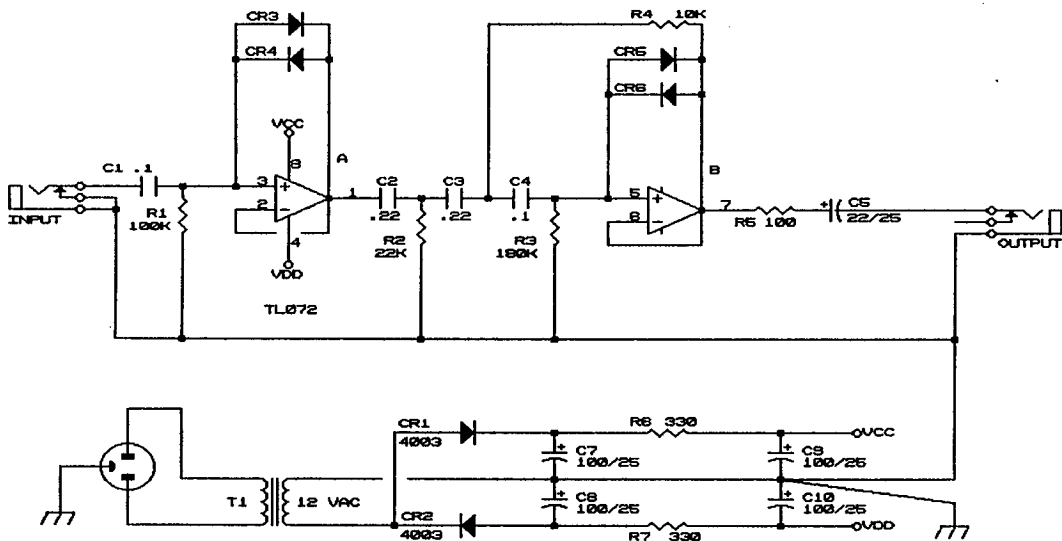 CR3
R4 10K
CR4
CR5
CR6
VCC
A
8
B
C1 .1
3
+
1
C2
C3
C4
5
+
7
C5
+
2
-
.22
.22
.1
6
-
R5 100
22/25
INPUT
R1
100K
4
R2
22K
R3
180K
OUTPUT
VDD
TL072
CR1
4003
R6 330
VCC
+
C7
100/25
+
C9
100/25
T1
12 VAC
+
C8
100/25
+
C10
100/25
CR2
4003
R7 330
VDD